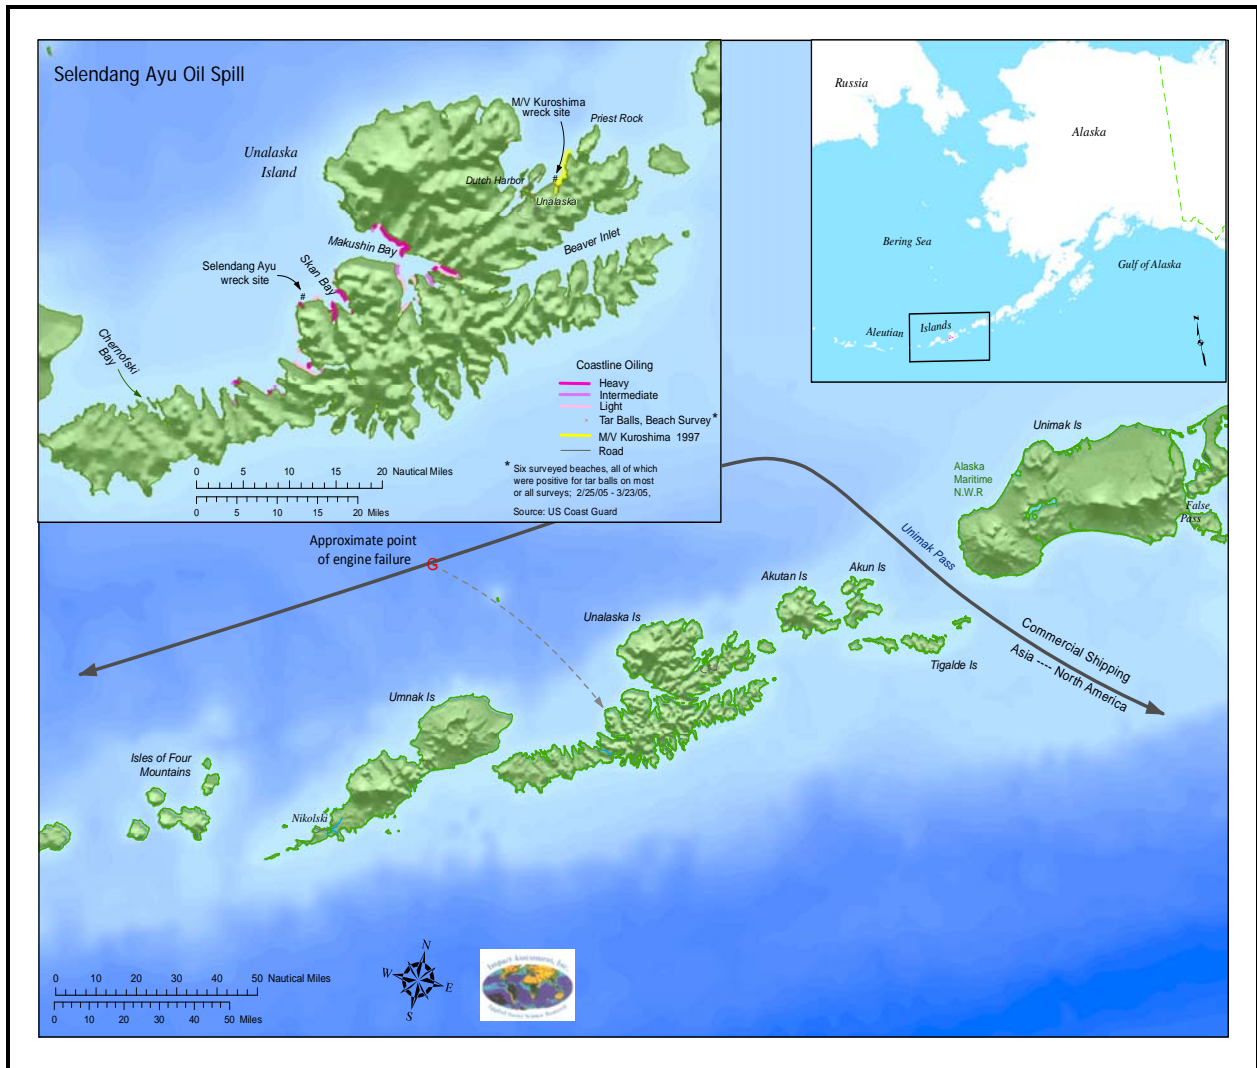 Selendang Ayu Oil Spill
M/V Kuroshima
wreck site
Priest Rock
Unalaska
Island
Dutch Harbor
Unalaska
Makushin Bay
Beaver Inlet
Skan Bay
Selendang Ayu
wreck site
#
#
Chernofski
Bay
Coastline Oiling
Heavy
Intermediate
Light
Tar Balls, Beach Survey *
M/V Kuroshima 1997
Road
0 5 10 15 20 Nautical Miles
0 5 10 15 20 Miles
* Six surveyed beaches, all of which
were positive for tar balls on most
or all surveys; 2/25/05 - 3/23/05,
Source: US Coast Guard
Russia
Alaska
Bering Sea
Gulf of Alaska
Aleutian
Islands
Unimak Is
Alaska
Maritime
N.W.R
False
Pass
Unimak Pass
Approximate point
of engine failure
G
Akutan Is
Akun Is
Unalaska Is
Tigalde Is
Commercial Shipping
Asia ---- North America
Umnak Is
Isles of Four
Mountains
Nikolski
0 10 20 30 40 50 Nautical Miles
0 10 20 30 40 50 Miles
N
W
E
S
Impact Assessment, Inc.